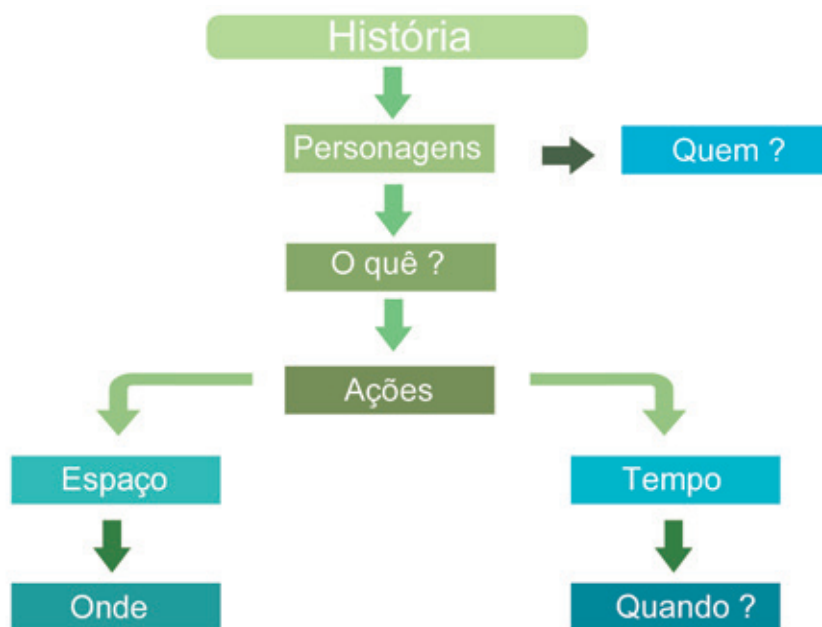 História
Personagens
Quem ?
O quê ?
Ações
Espaço
Tempo
Onde
Quando ?